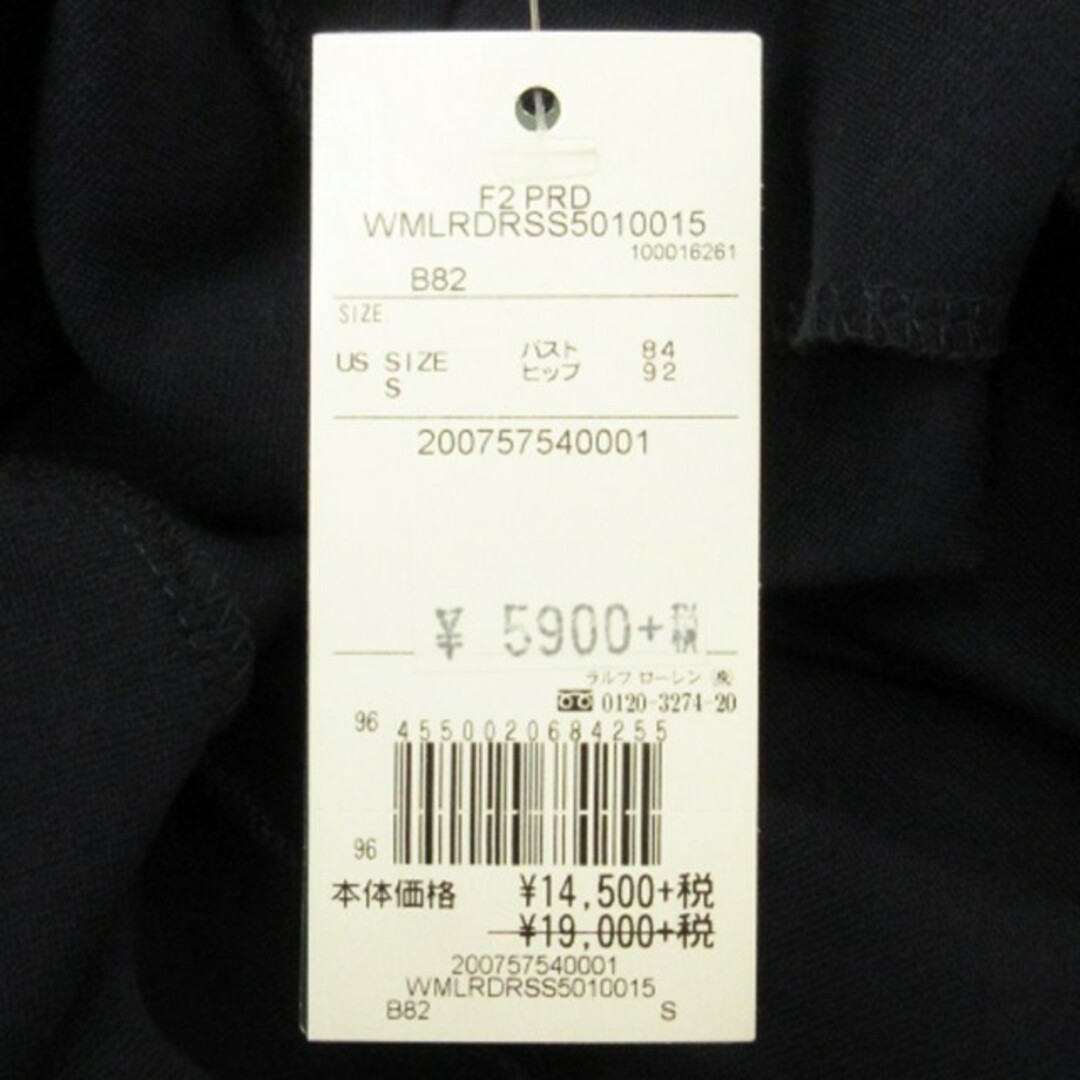 F2 PRD
WMLRDRSS5010015
100016261
B82
SIZE
US SIZE バスト 84
S ヒップ 92
200757540001
¥ 5900+税
ラルフ ローレン ㈱
0120-3274-20
96 4550020684255
96
本体価格 ¥14,500+税
¥19,000+税
200757540001
WMLRDRSS5010015
B82 S